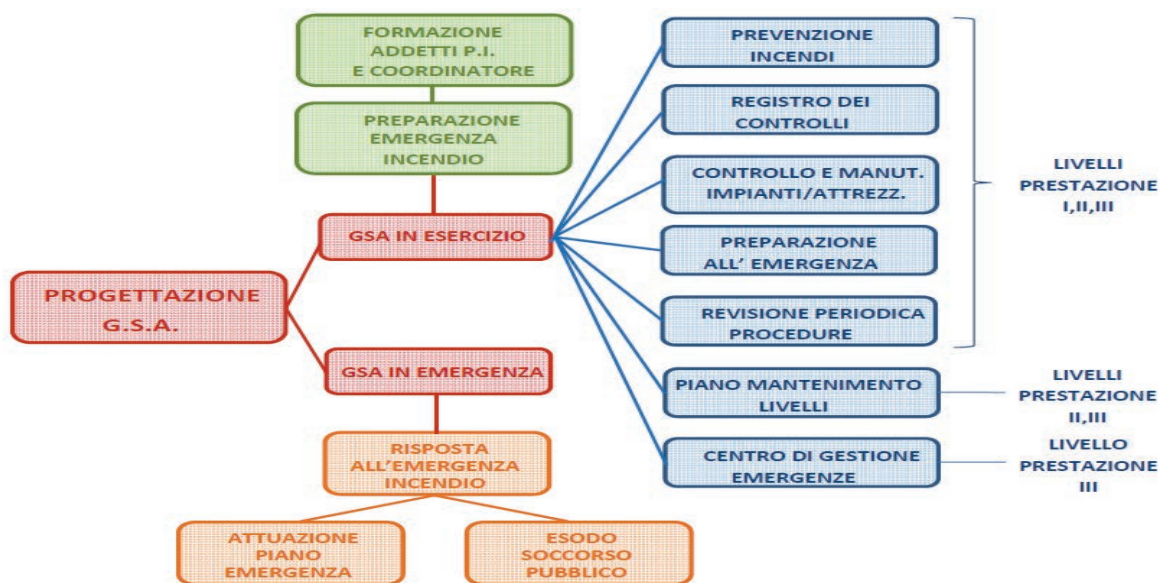 FORMAZIONE
ADDETTI P.I.
E COORDINATORE
PREPARAZIONE
EMERGENZA
INCENDIO
GSA IN ESERCIZIO
PROGETTAZIONE
G.S.A.
GSA IN EMERGENZA
RISPOSTA
ALL'EMERGENZA
INCENDIO
ATTUAZIONE
PIANO
EMERGENZA
ESODO
SOCCORSO
PUBBLICO
PREVENZIONE
INCENDI
REGISTRO DEI
CONTROLLI
CONTROLLO E MANUT.
IMPIANTI/ATTREZZ.
PREPARAZIONE
ALL' EMERGENZA
REVISIONE PERIODICA
PROCEDURE
PIANO MANTENIMENTO
LIVELLI
CENTRO DI GESTIONE
EMERGENZE
LIVELLI
PRESTAZIONE
I,II,III
LIVELLI
PRESTAZIONE
II,III
LIVELLO
PRESTAZIONE
III